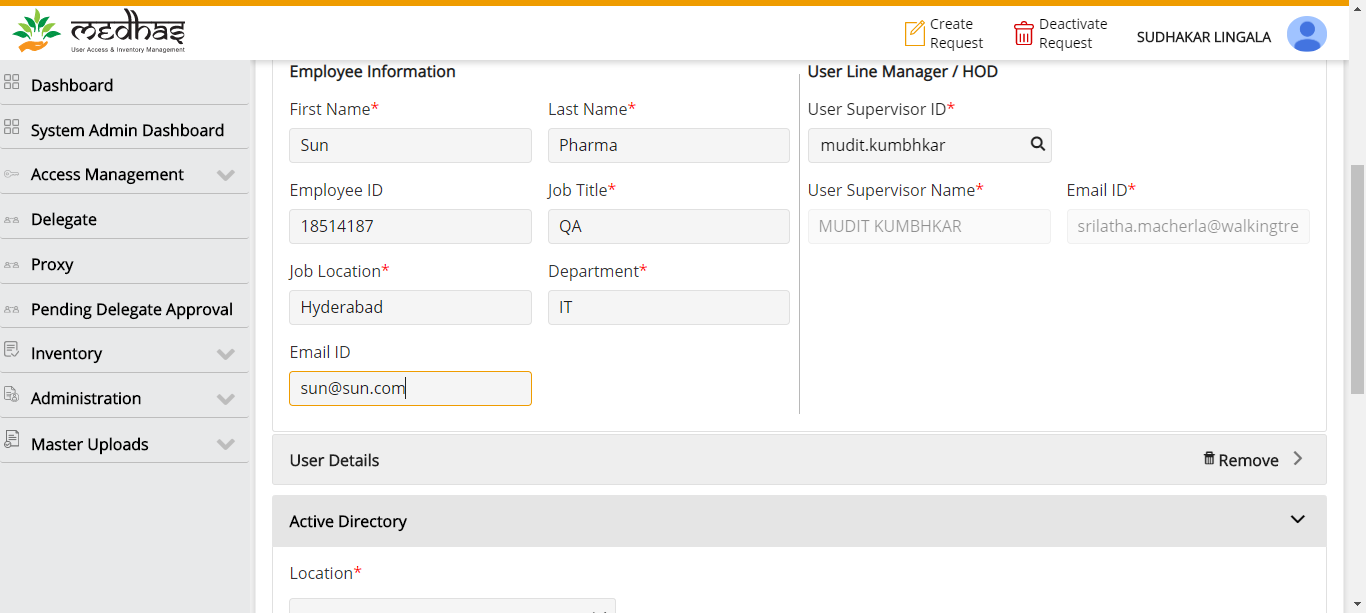 medhas
User Access & Inventory Management
Create
Request
Deactivate
Request
SUDHAKAR LINGALA
Dashboard
System Admin Dashboard
Access Management
Delegate
Proxy
Pending Delegate Approval
Inventory
Administration
Master Uploads
Employee Information
First Name*
Last Name*
Sun
Pharma
Employee ID
Job Title*
18514187
QA
Job Location*
Department*
Hyderabad
IT
Email ID
sun@sun.com
User Line Manager / HOD
User Supervisor ID*
mudit.kumbhkar
User Supervisor Name*
Email ID*
MUDIT KUMBHKAR
srilatha.macherla@walkingtre
User Details
Remove
Active Directory
Location*